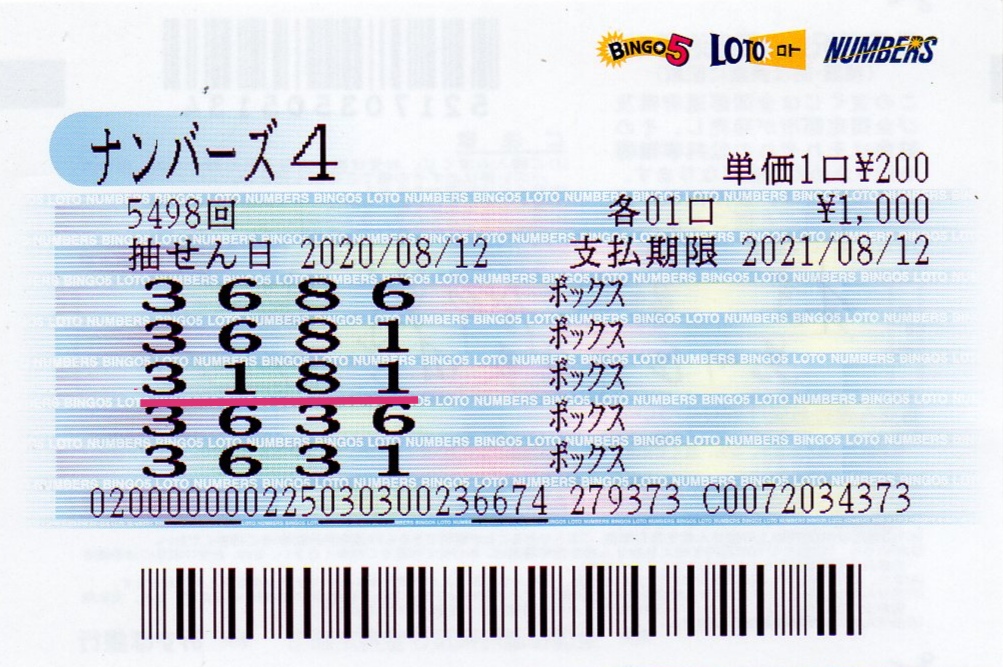 BINGO5 LOTO ロト NUMBERS
ナンバーズ4
単価1口¥200
5498回 各01口 ¥1,000
抽せん日 2020/08/12 支払期限 2021/08/12
3 6 8 6 ボックス
3 6 8 1 ボックス
3 1 8 1 ボックス
3 6 3 6 ボックス
3 6 3 1 ボックス
0200000000225030300236674 279373 C0072034373